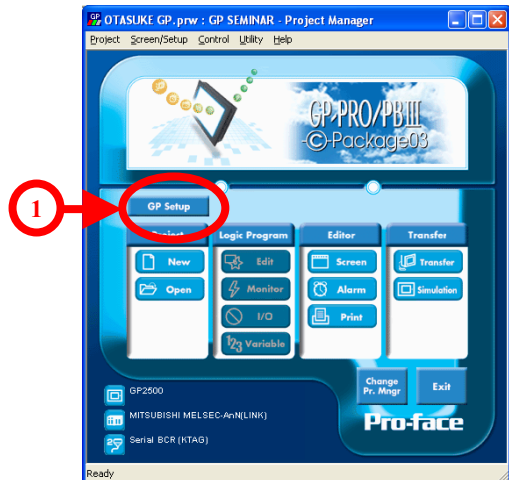 OTASUKE GP.prw : GP SEMINAR - Project Manager
Project Screen/Setup Control Utility Help
GP-PRO/PBIII
-C-Package03
1
GP Setup
Project Logic Program Editor Transfer
New Edit Screen Transfer
Open Monitor Alarm Simulation
I/O Print
123 Variable
GP2500
Change
Pr. Mngr
Exit
MITSUBISHI MELSEC-AnN(LINK)
Pro-face
Serial BCR (KTAG)
Ready